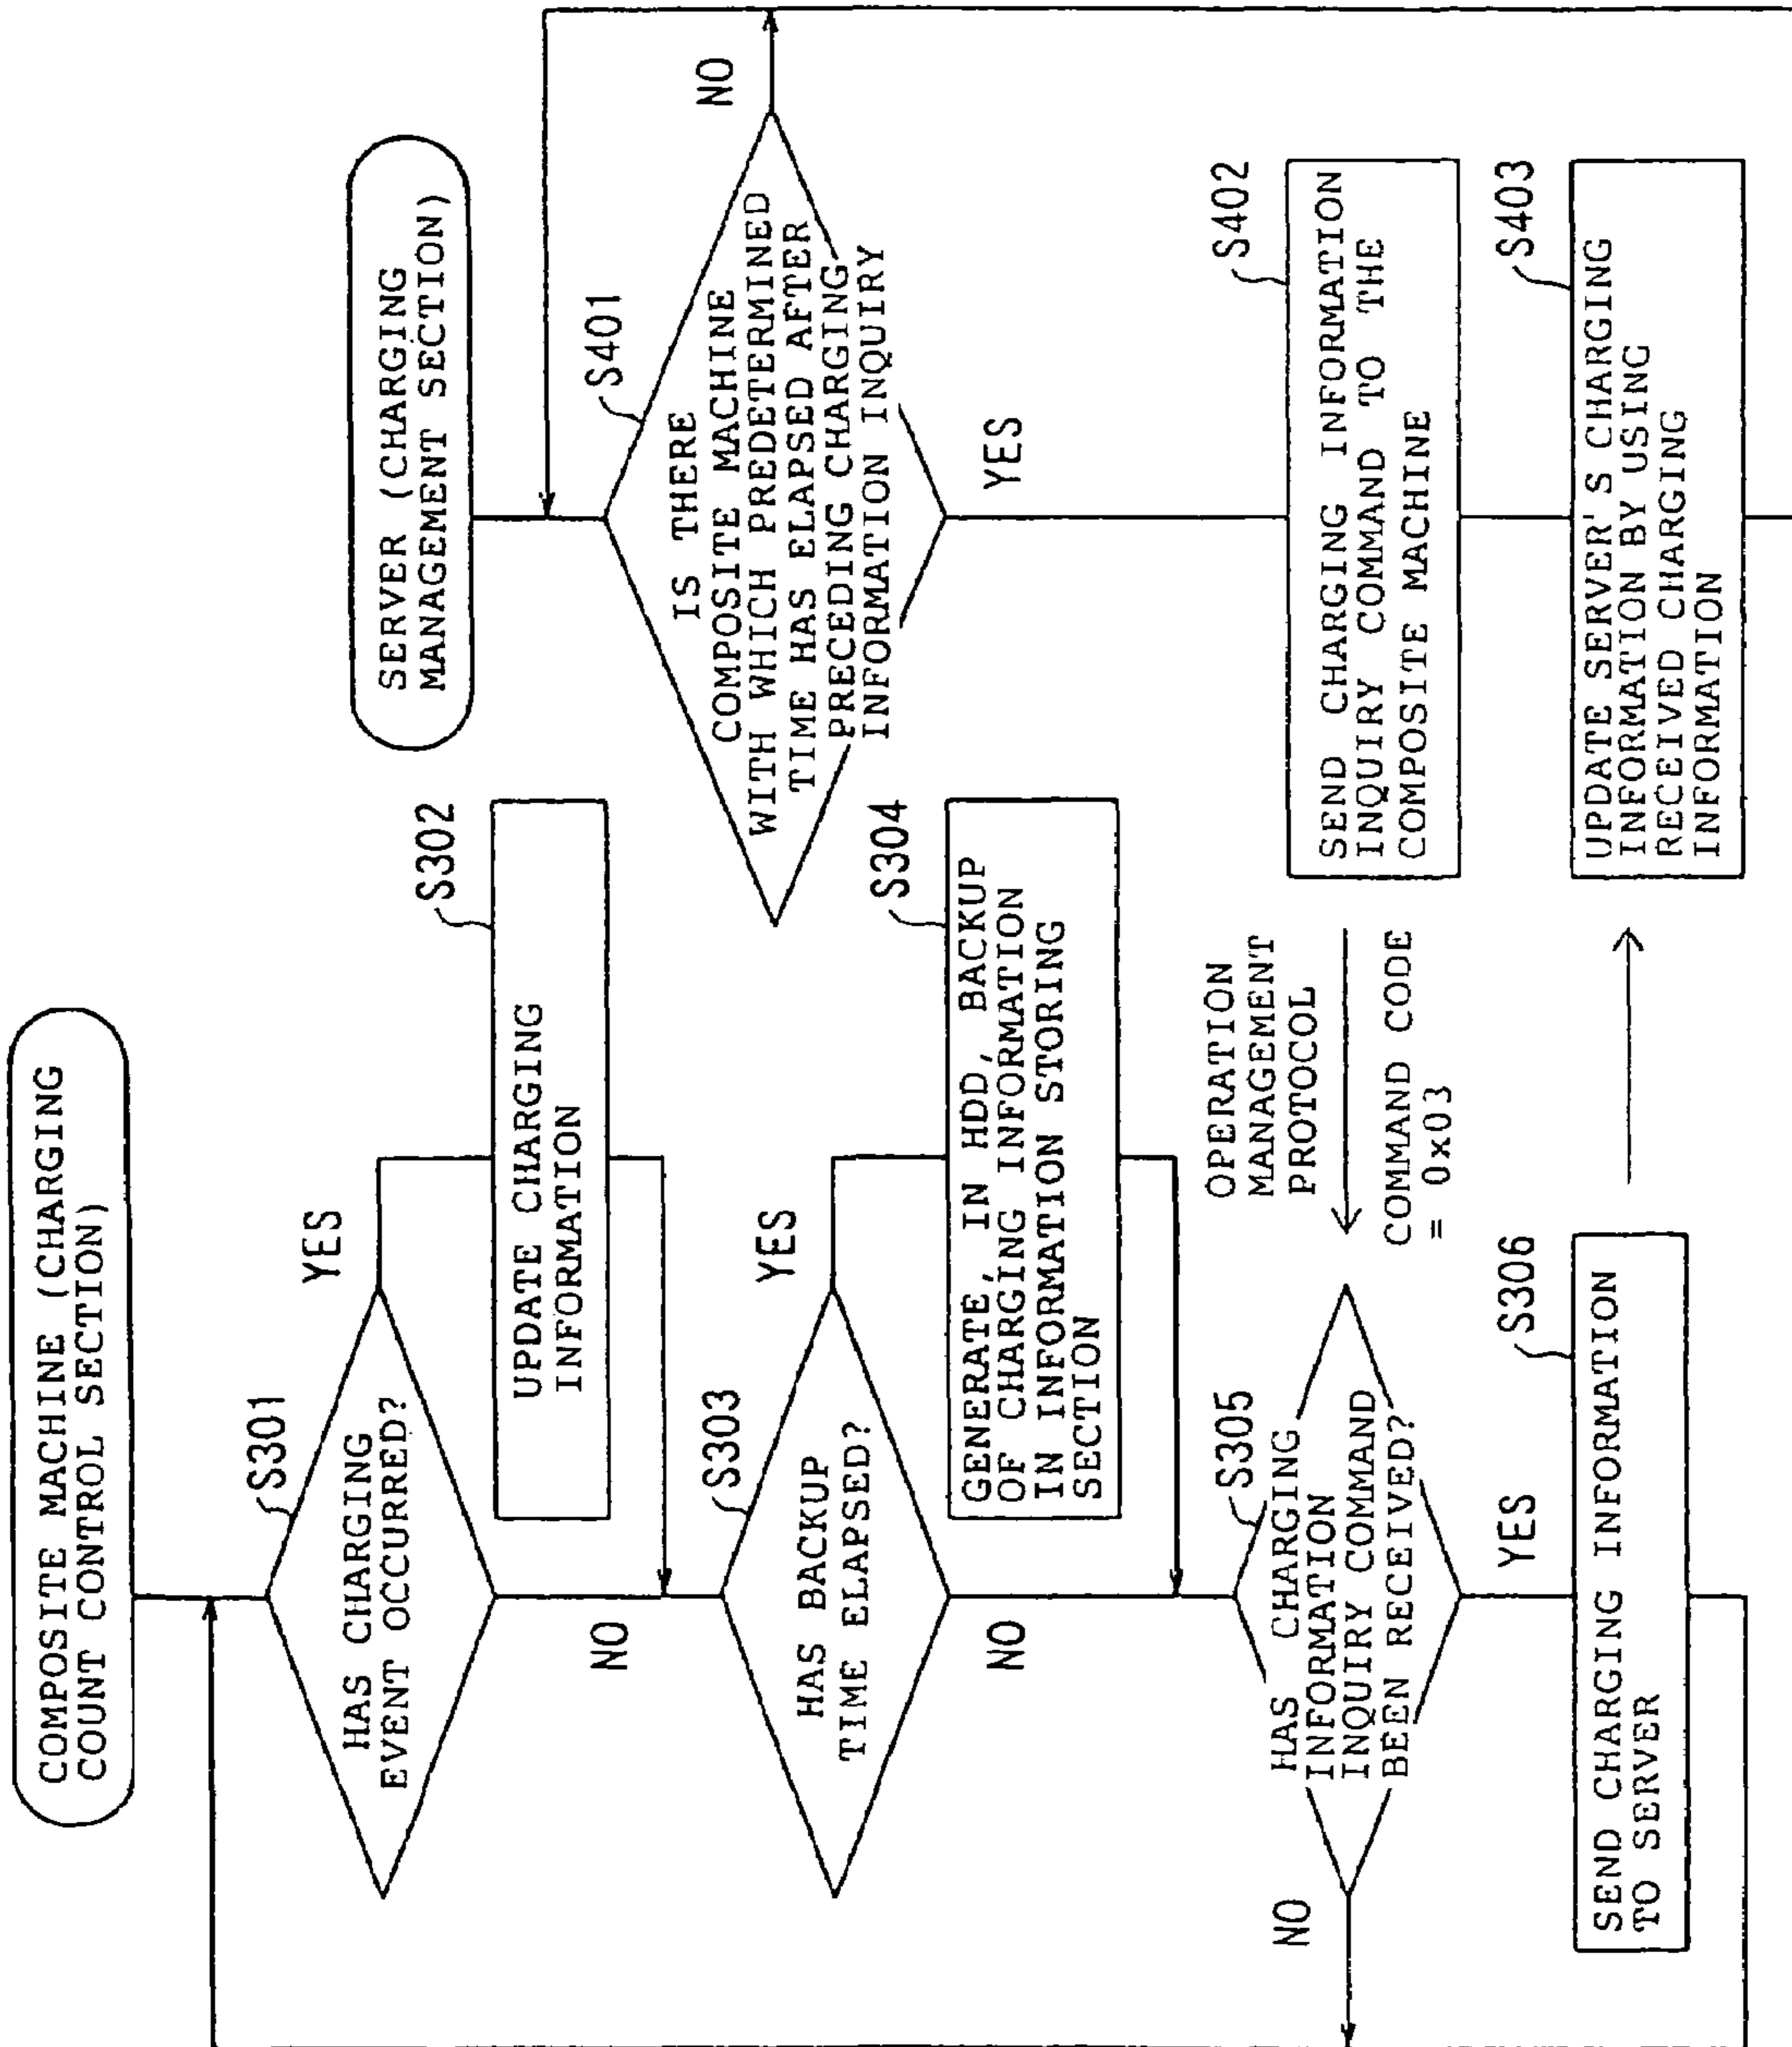 COMPOSITE MACHINE (CHARGING
COUNT CONTROL SECTION)
S301
HAS CHARGING
EVENT OCCURRED?
YES
S302
UPDATE CHARGING
INFORMATION
NO
S303
HAS BACKUP
TIME ELAPSED?
YES
S304
GENERATE, IN HDD, BACKUP
OF CHARGING INFORMATION
IN INFORMATION STORING
SECTION
NO
S305
HAS CHARGING
INFORMATION
INQUIRY COMMAND
BEEN RECEIVED?
NO
YES
S306
SEND CHARGING INFORMATION
TO SERVER
OPERATION
MANAGEMENT
PROTOCOL
COMMAND CODE
= 0x03
SERVER (CHARGING
MANAGEMENT SECTION)
S401
IS THERE
COMPOSITE MACHINE
WITH WHICH PREDETERMINED
TIME HAS ELAPSED AFTER
PRECEDING CHARGING
INFORMATION INQUIRY
NO
YES
S402
SEND CHARGING INFORMATION
INQUIRY COMMAND TO THE
COMPOSITE MACHINE
S403
UPDATE SERVER'S CHARGING
INFORMATION BY USING
RECEIVED CHARGING
INFORMATION